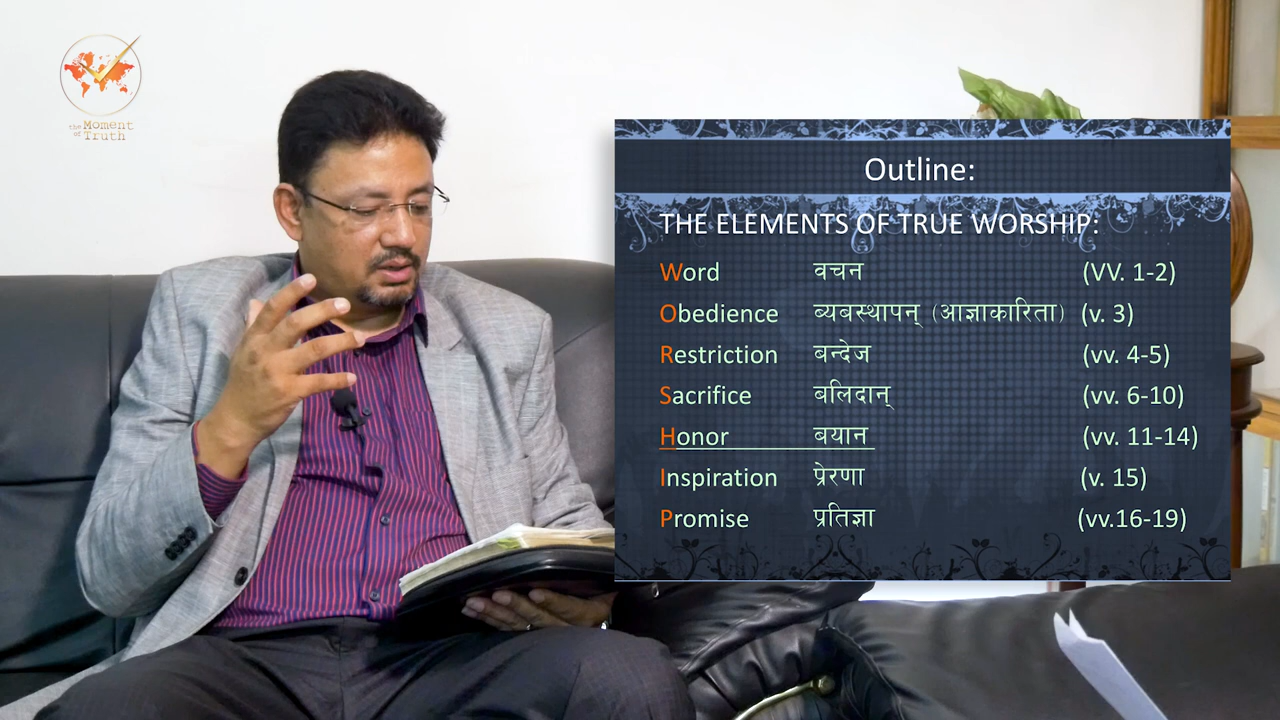 the Moment
of Truth
Outline:
THE ELEMENTS OF TRUE WORSHIP:
Word वचन (VV. 1-2)
Obedience ब्यबस्थापन् (आज्ञाकारिता) (v. 3)
Restriction बन्देज (vv. 4-5)
Sacrifice बलिदान् (vv. 6-10)
Honor बयान (vv. 11-14)
Inspiration प्रेरणा (v. 15)
Promise प्रतिज्ञा (vv.16-19)